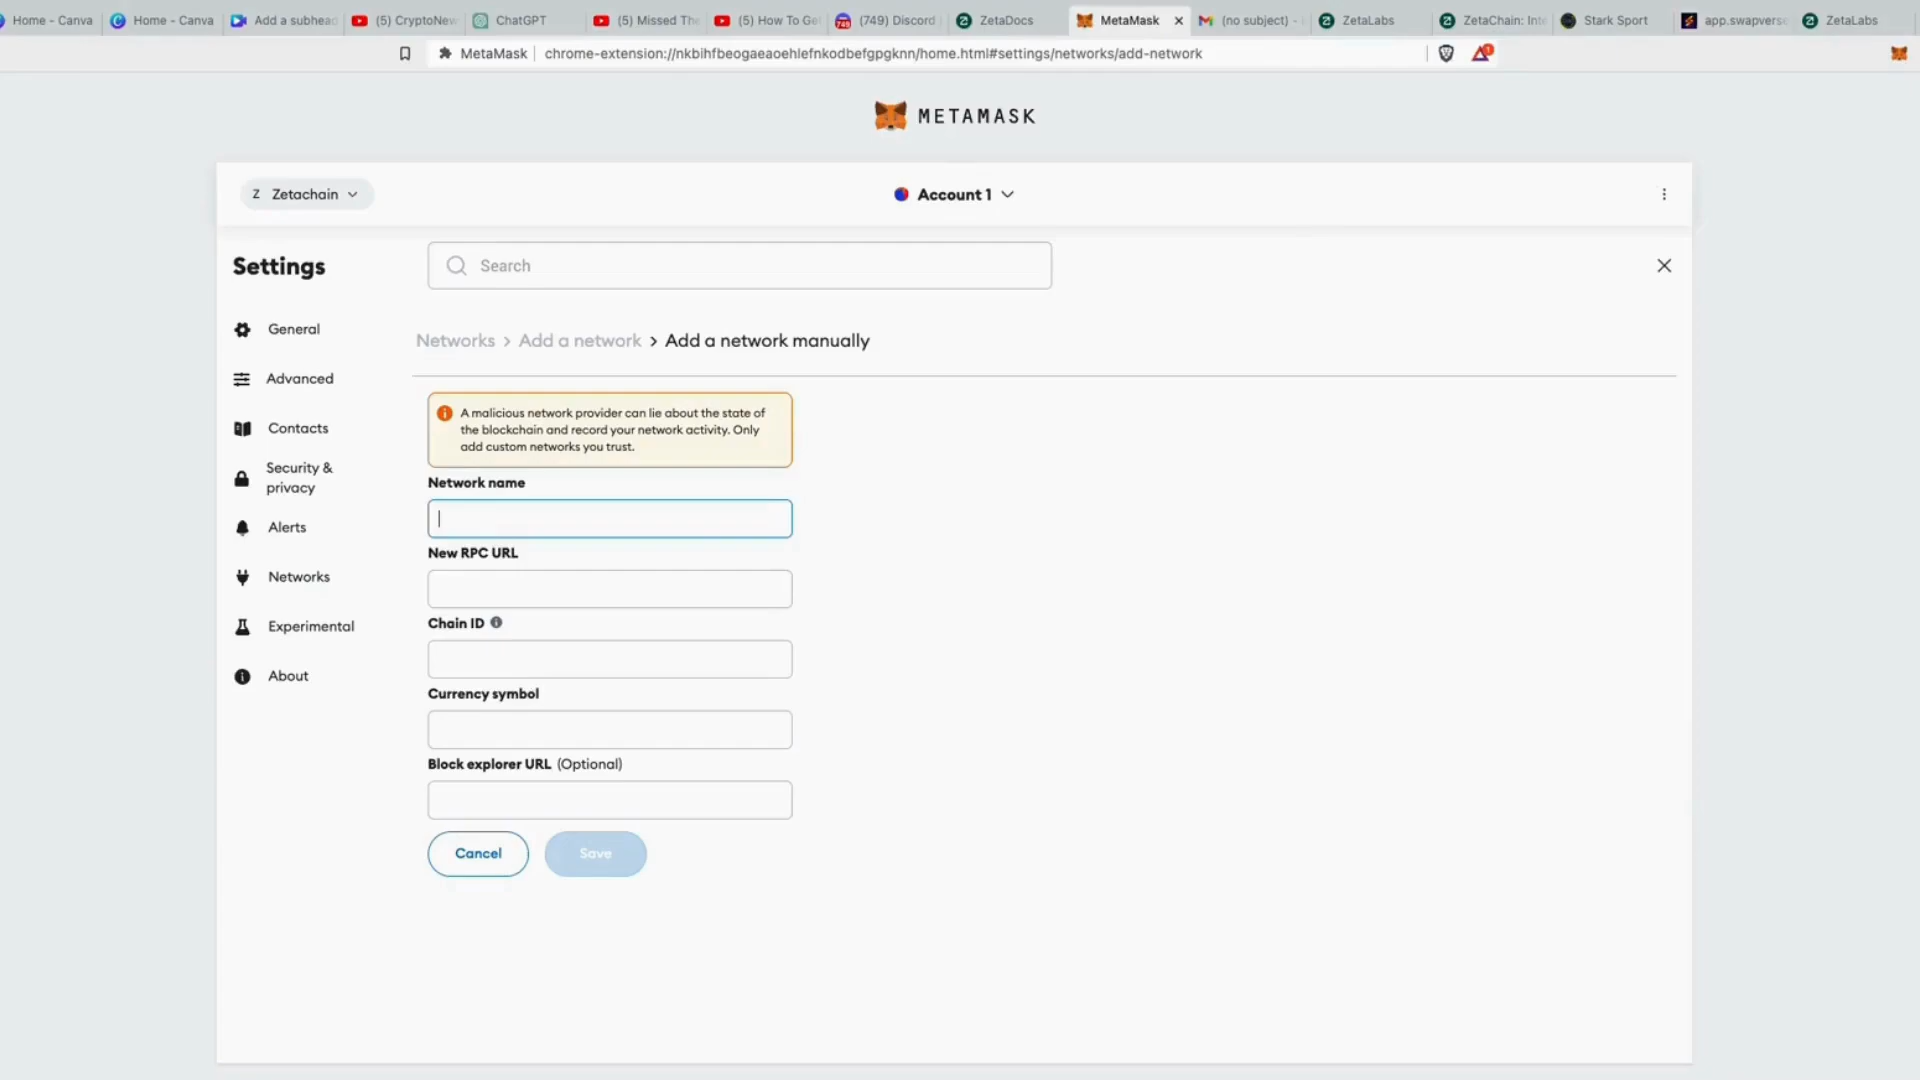 Home - Canva
Home - Canva
Add a subhead
(5) CryptoNew
ChatGPT
(5) Missed The
(5) How To Get
(749) Discord
ZetaDocs
MetaMask
(no subject) -
ZetaLabs
ZetaChain: Inte
Stark Sport
app.swapverse
ZetaLabs
MetaMask
chrome-extension://nkbihfbeogaeaoehlefnkodbefgpgknn/home.html#settings/networks/add-network
METAMASK
Z Zetachain
Account 1
Settings
Search
General
Advanced
Contacts
Security &
privacy
Alerts
Networks
Experimental
About
Networks > Add a network > Add a network manually
A malicious network provider can lie about the state of
the blockchain and record your network activity. Only
add custom networks you trust.
Network name
New RPC URL
Chain ID
Currency symbol
Block explorer URL (Optional)
Cancel
Save